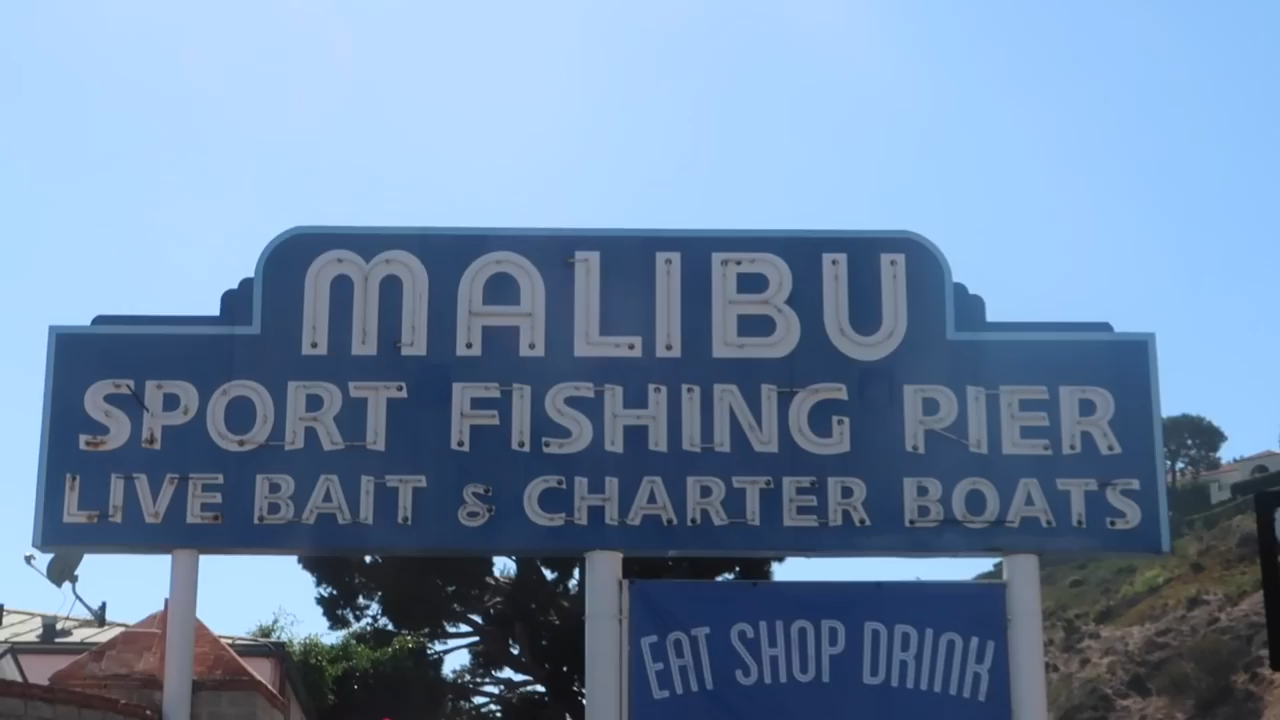 MALIBU
SPORT FISHING PIER
LIVE BAIT & CHARTER BOATS
EAT SHOP DRINK